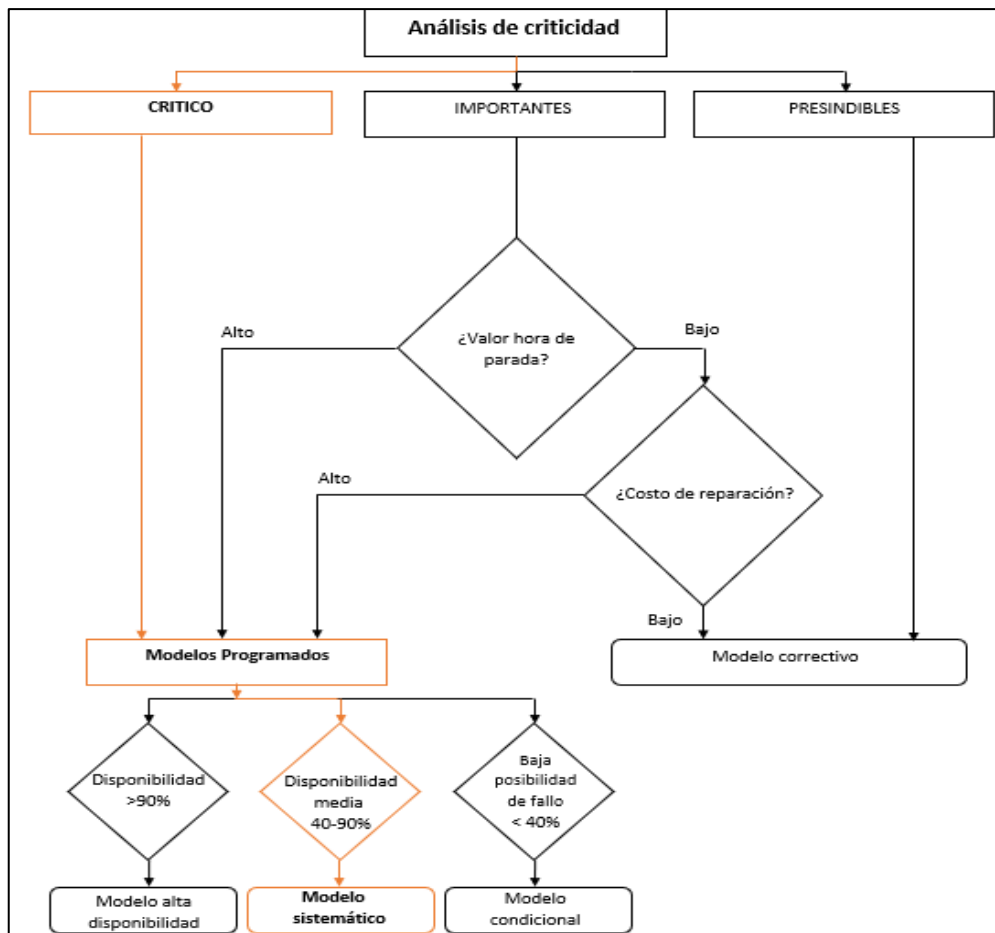 Análisis de criticidad
CRITICO
IMPORTANTES
PRESINDIBLES
¿Valor hora de
parada?
Alto
Bajo
¿Costo de reparación?
Alto
Bajo
Modelos Programados
Modelo correctivo
Disponibilidad
>90%
Disponibilidad
media
40-90%
Baja
posibilidad
de fallo
< 40%
Modelo alta
disponibilidad
Modelo
sistemático
Modelo
condicional